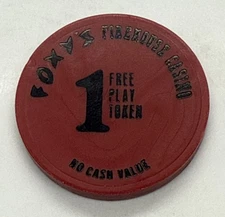 FOXY'S FIREHOUSE CASINO
1
FREE
PLAY
TOKEN
NO CASH VALUE